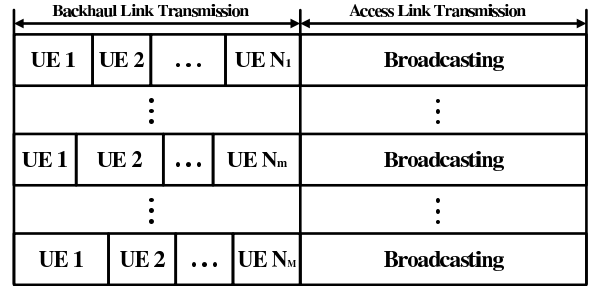 Backhaul Link Transmission Access Link Transmission
UE 1 UE 2 ... UE N1 Broadcasting
UE 1 UE 2 ... UE Nm Broadcasting
UE 1 UE 2 ... UE NM Broadcasting